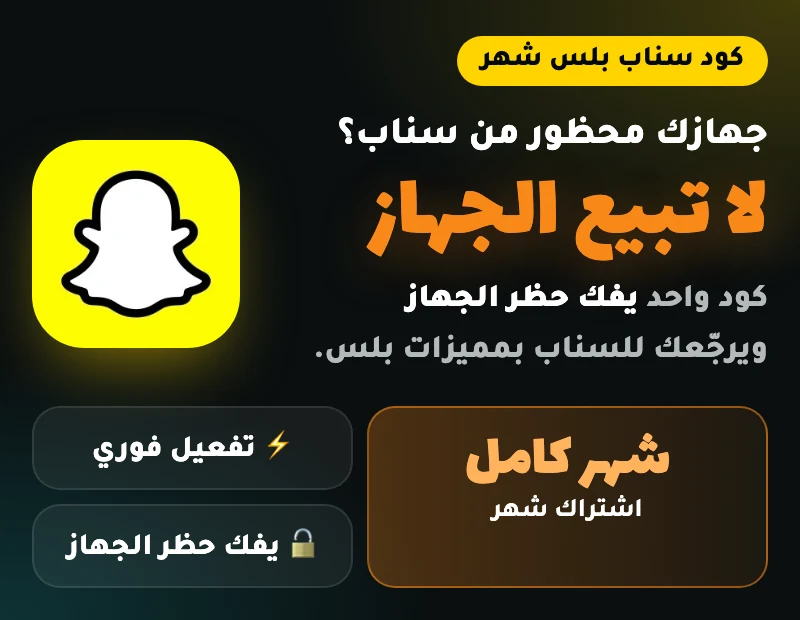 كود سناب بلس شهر
جهازك محظور من سناب؟
لا تبيع الجهاز
كود واحد يفك حظر الجهاز
ويرجّعك للسناب بمميزات بلس.
شهر كامل
اشتراك شهر
⚡ تفعيل فوري
🔓 يفك حظر الجهاز